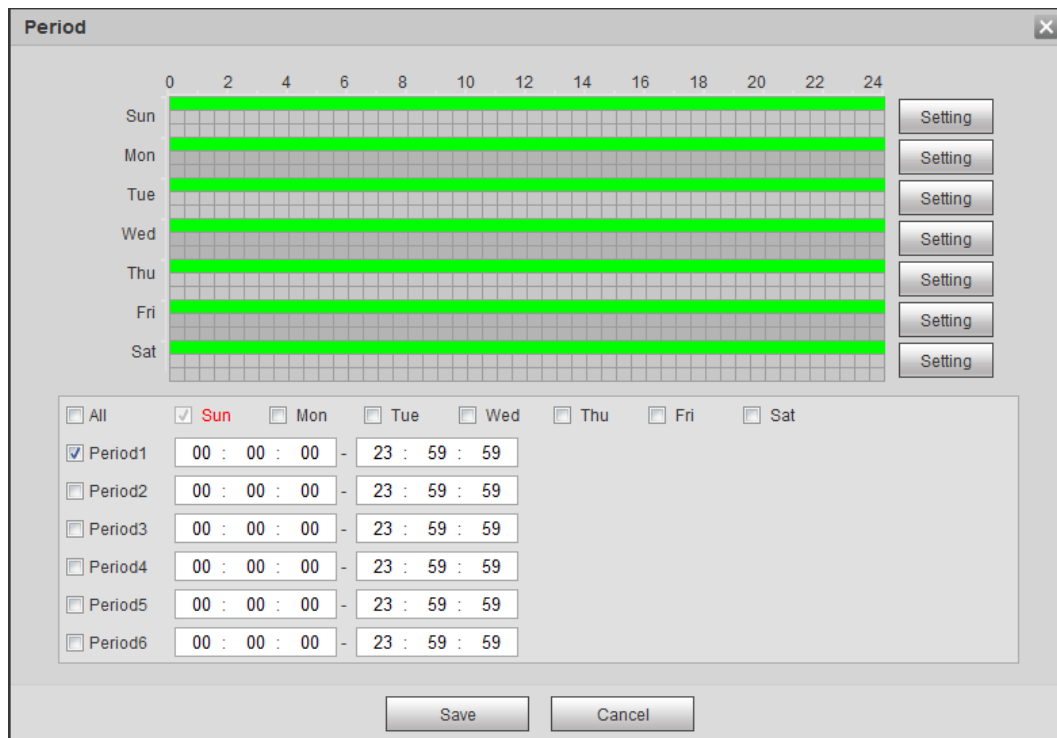 Period
0 2 4 6 8 10 12 14 16 18 20 22 24
Sun Setting
Mon Setting
Tue Setting
Wed Setting
Thu Setting
Fri Setting
Sat Setting
All Sun Mon Tue Wed Thu Fri Sat
Period1 00 : 00 : 00 - 23 : 59 : 59
Period2 00 : 00 : 00 - 23 : 59 : 59
Period3 00 : 00 : 00 - 23 : 59 : 59
Period4 00 : 00 : 00 - 23 : 59 : 59
Period5 00 : 00 : 00 - 23 : 59 : 59
Period6 00 : 00 : 00 - 23 : 59 : 59
Save Cancel